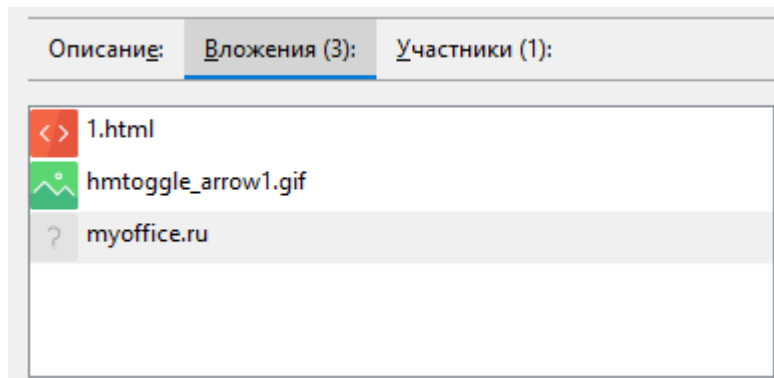 Описание: Вложения (3): Участники (1):
1.html
hmtoggle_arrow1.gif
myoffice.ru